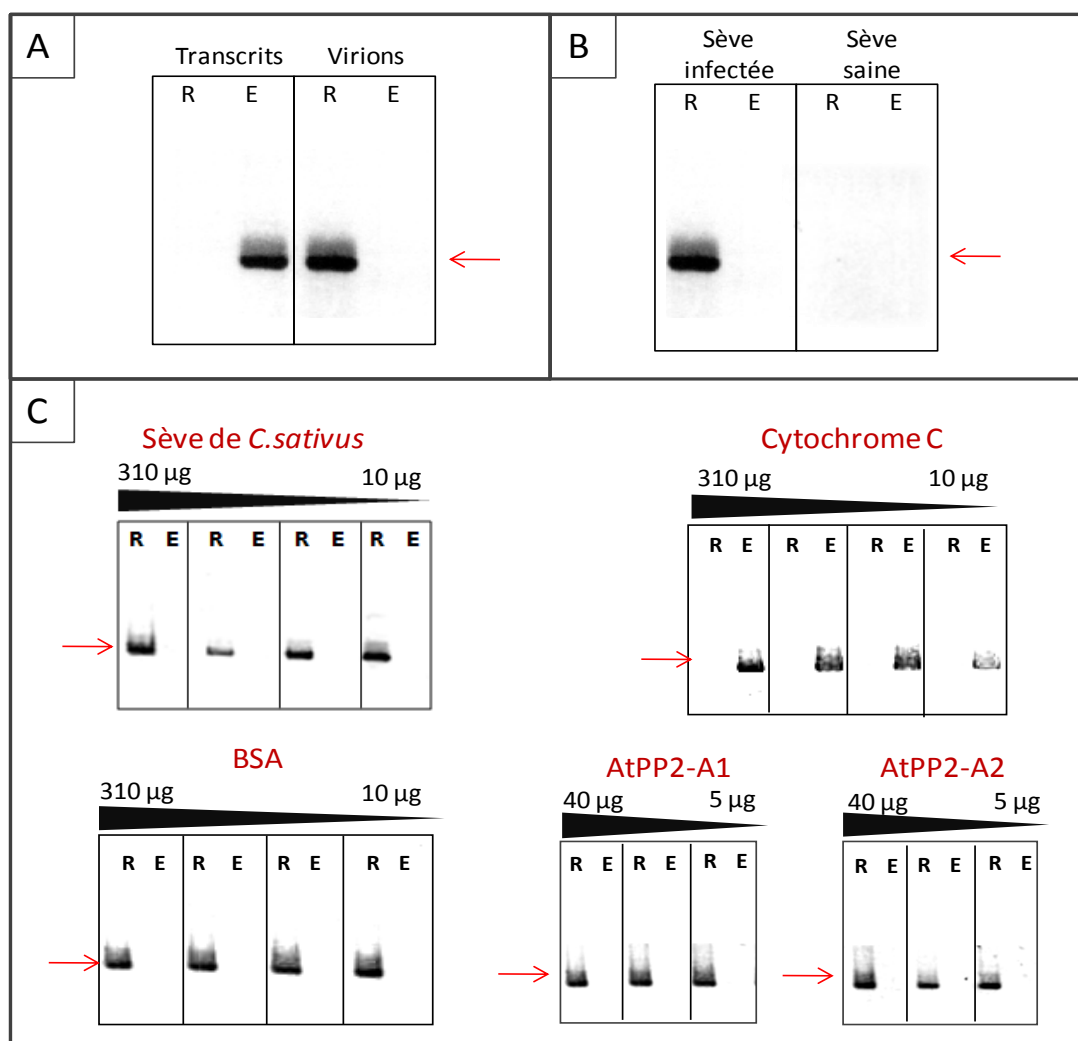 A
Transcrits Virions
R E R E
B
Sève infectée Sève saine
R E R E
C
Sève de C.sativus
310 µg 10 µg
R E R E R E R E
Cytochrome C
310 µg 10 µg
R E R E R E R E
BSA
310 µg 10 µg
R E R E R E R E
AtPP2-A1
40 µg 5 µg
R E R E R E
AtPP2-A2
40 µg 5 µg
R E R E R E